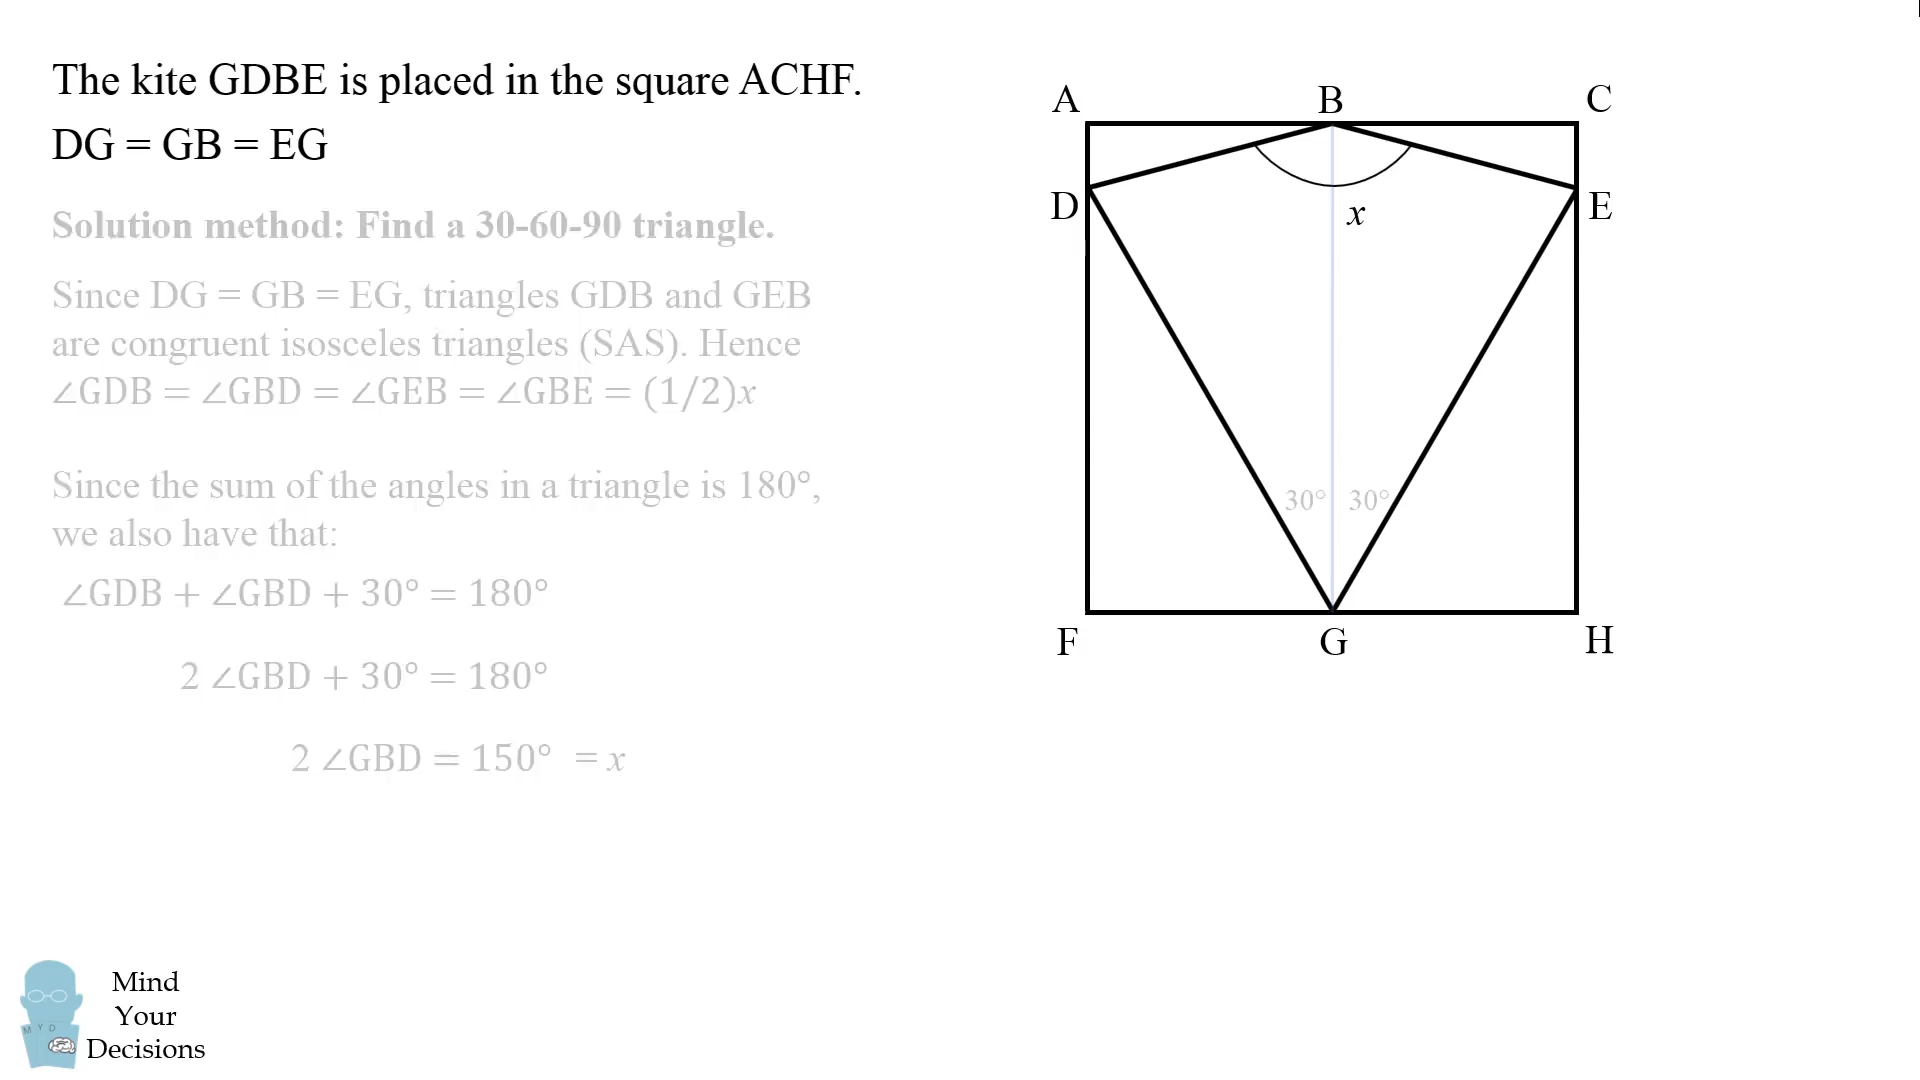 The kite GDBE is placed in the square ACHF.
DG = GB = EG
Solution method: Find a 30-60-90 triangle.
Since DG = GB = EG, triangles GDB and GEB
are congruent isosceles triangles (SAS). Hence
∠GDB = ∠GBD = ∠GEB = ∠GBE = (1/2)x
Since the sum of the angles in a triangle is 180°,
we also have that:
∠GDB + ∠GBD + 30° = 180°
2 ∠GBD + 30° = 180°
2 ∠GBD = 150° = x
A B C
D x E
30° 30°
F G H
M Y D
Mind
Your
Decisions